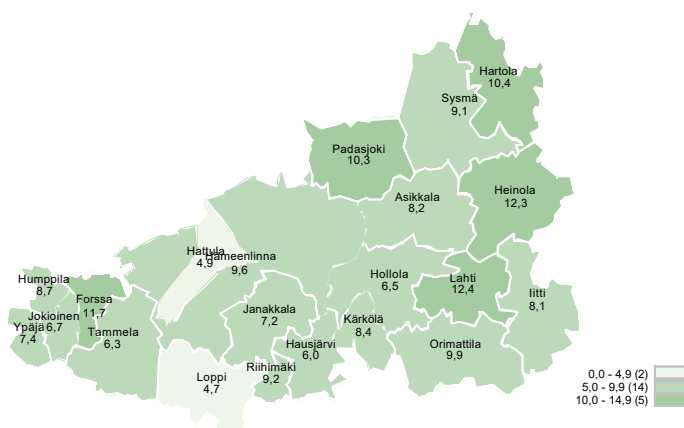 Hartola
10,4
Sysmä
9,1
Padasjoki
10,3
Heinola
12,3
Asikkala
8,2
Hattula
4,9
Hämeenlinna
9,6
Hollola
6,5
Lahti
12,4
Iitti
8,1
Humppila
8,7
Forssa
11,7
Jokioinen
6,7
Ypäjä
7,4
Tammela
6,3
Janakkala
7,2
Kärkölä
8,4
Hausjärvi
6,0
Orimattila
9,9
Riihimäki
9,2
Loppi
4,7
0,0 - 4,9 (2)
5,0 - 9,9 (14)
10,0 - 14,9 (5)